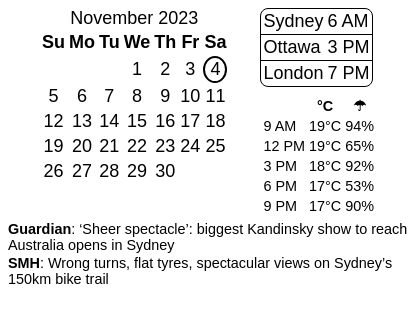 November 2023
Su Mo Tu We Th Fr Sa
1 2 3 4
5 6 7 8 9 10 11
12 13 14 15 16 17 18
19 20 21 22 23 24 25
26 27 28 29 30
Sydney 6 AM
Ottawa 3 PM
London 7 PM
°C ☂
9 AM 19°C 94%
12 PM 19°C 65%
3 PM 18°C 92%
6 PM 17°C 53%
9 PM 17°C 90%
Guardian: ‘Sheer spectacle’: biggest Kandinsky show to reach
Australia opens in Sydney
SMH: Wrong turns, flat tyres, spectacular views on Sydney’s
150km bike trail